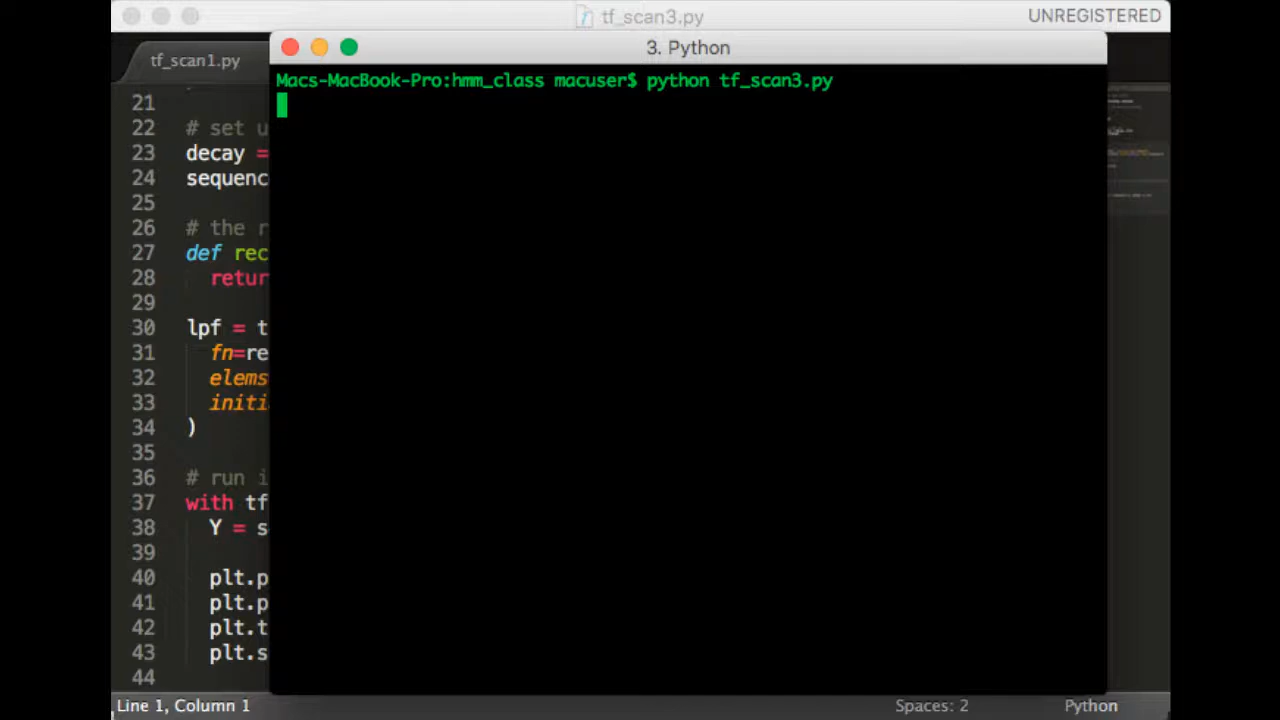 tf_scan3.py
UNREGISTERED
tf_scan1.py
3. Python
Macs-MacBook-Pro:hmm_class macuser$ python tf_scan3.py
21
22 # set u
23 decay =
24 sequenc
25
26 # the r
27 def rec
28 retur
29
30 lpf = t
31 fn=re
32 elems
33 initi
34 )
35
36 # run i
37 with tf
38 Y = s
39
40 plt.p
41 plt.p
42 plt.t
43 plt.s
44
Line 1, Column 1
Spaces: 2
Python